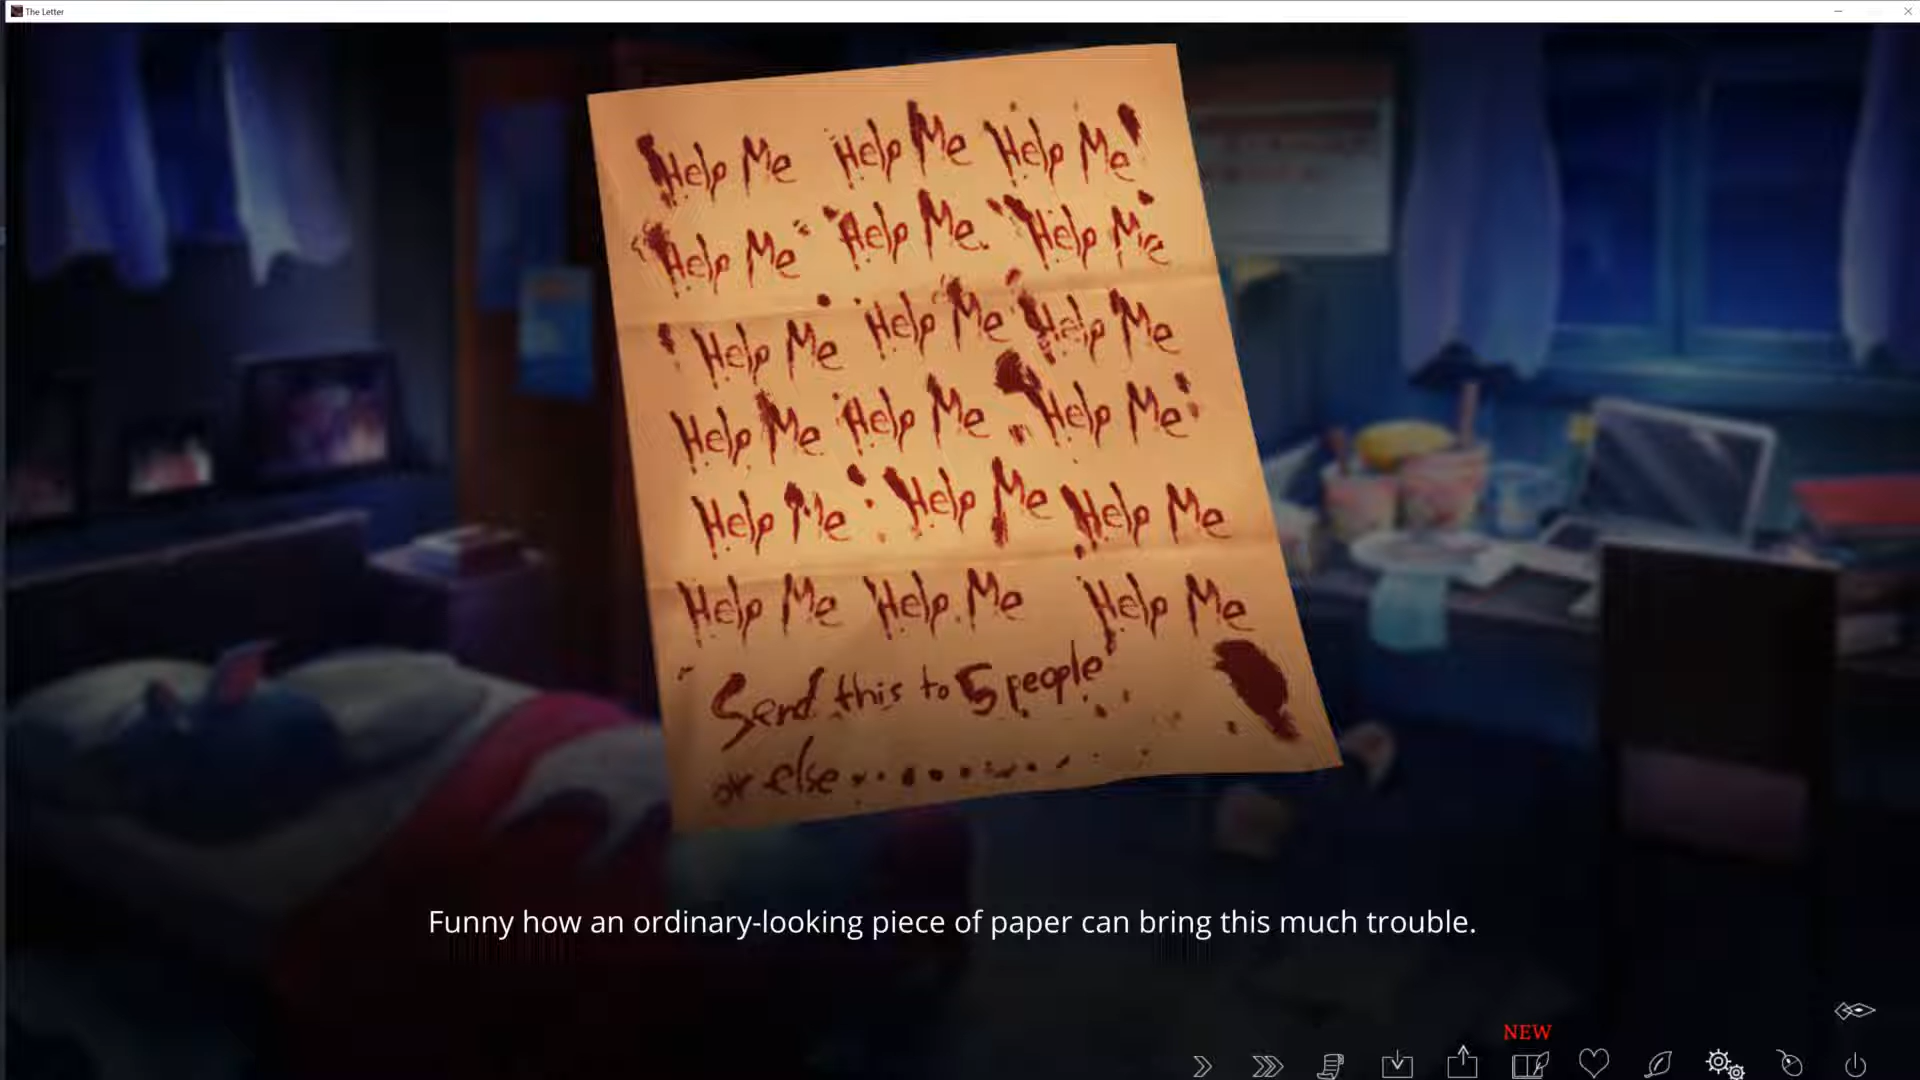 The Letter
Help Me Help Me Help Me
Help Me Help Me. Help Me
Help Me Help Me Help Me
Help Me Help Me Help Me
Help Me Help Me Help Me
Help Me Help Me Help Me
Send this to 5 people
or else..........
Funny how an ordinary-looking piece of paper can bring this much trouble.
NEW